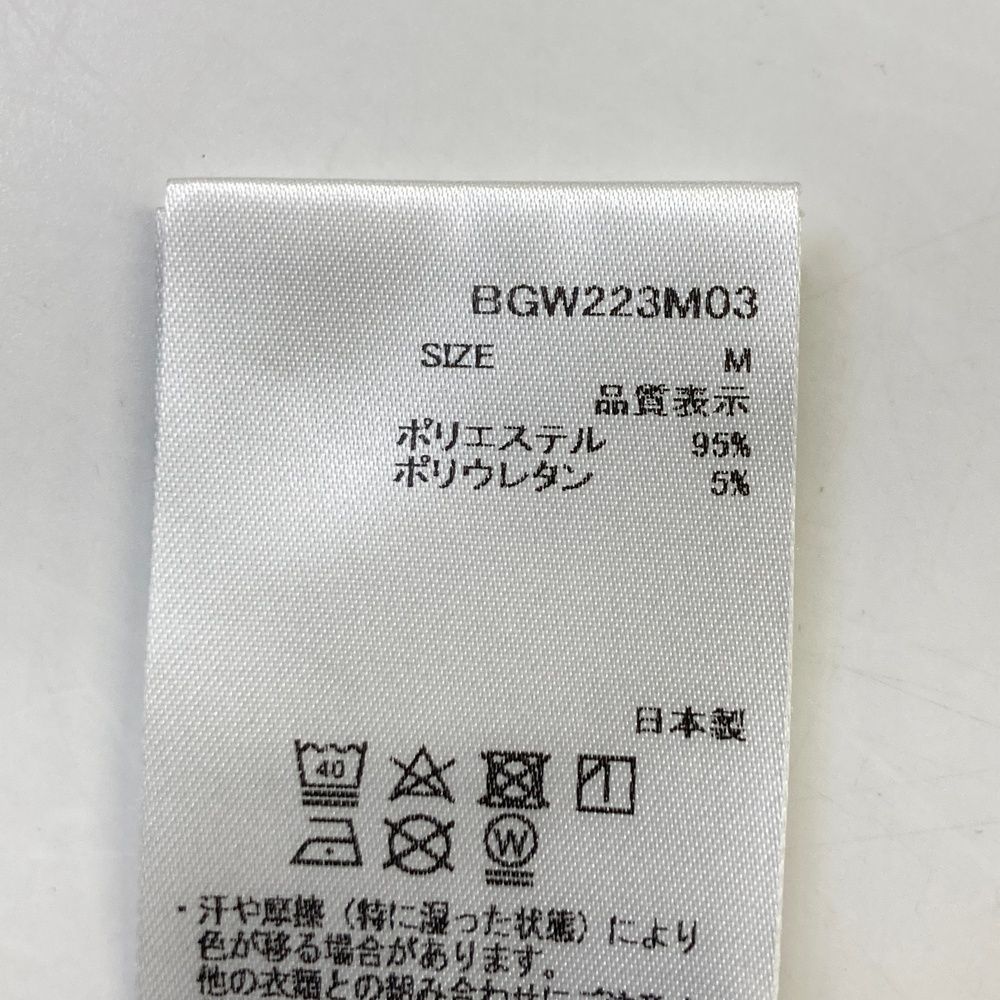 BGW223M03
SIZE M
品質表示
ポリエステル 95%
ポリウレタン 5%
日本製
40
W
・汗や摩擦（特に湿った状態）により
色が移る場合があります。
他の衣類との組み合わせに